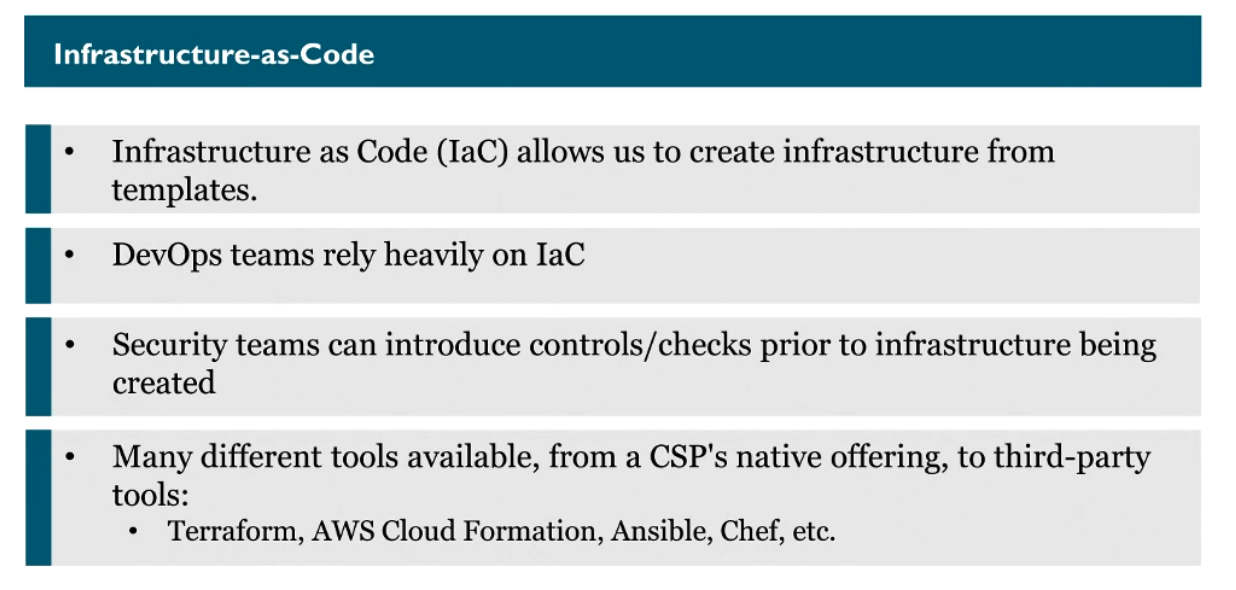 Infrastructure-as-Code
• Infrastructure as Code (IaC) allows us to create infrastructure from
templates.
• DevOps teams rely heavily on IaC
• Security teams can introduce controls/checks prior to infrastructure being
created
• Many different tools available, from a CSP's native offering, to third-party
tools:
• Terraform, AWS Cloud Formation, Ansible, Chef, etc.